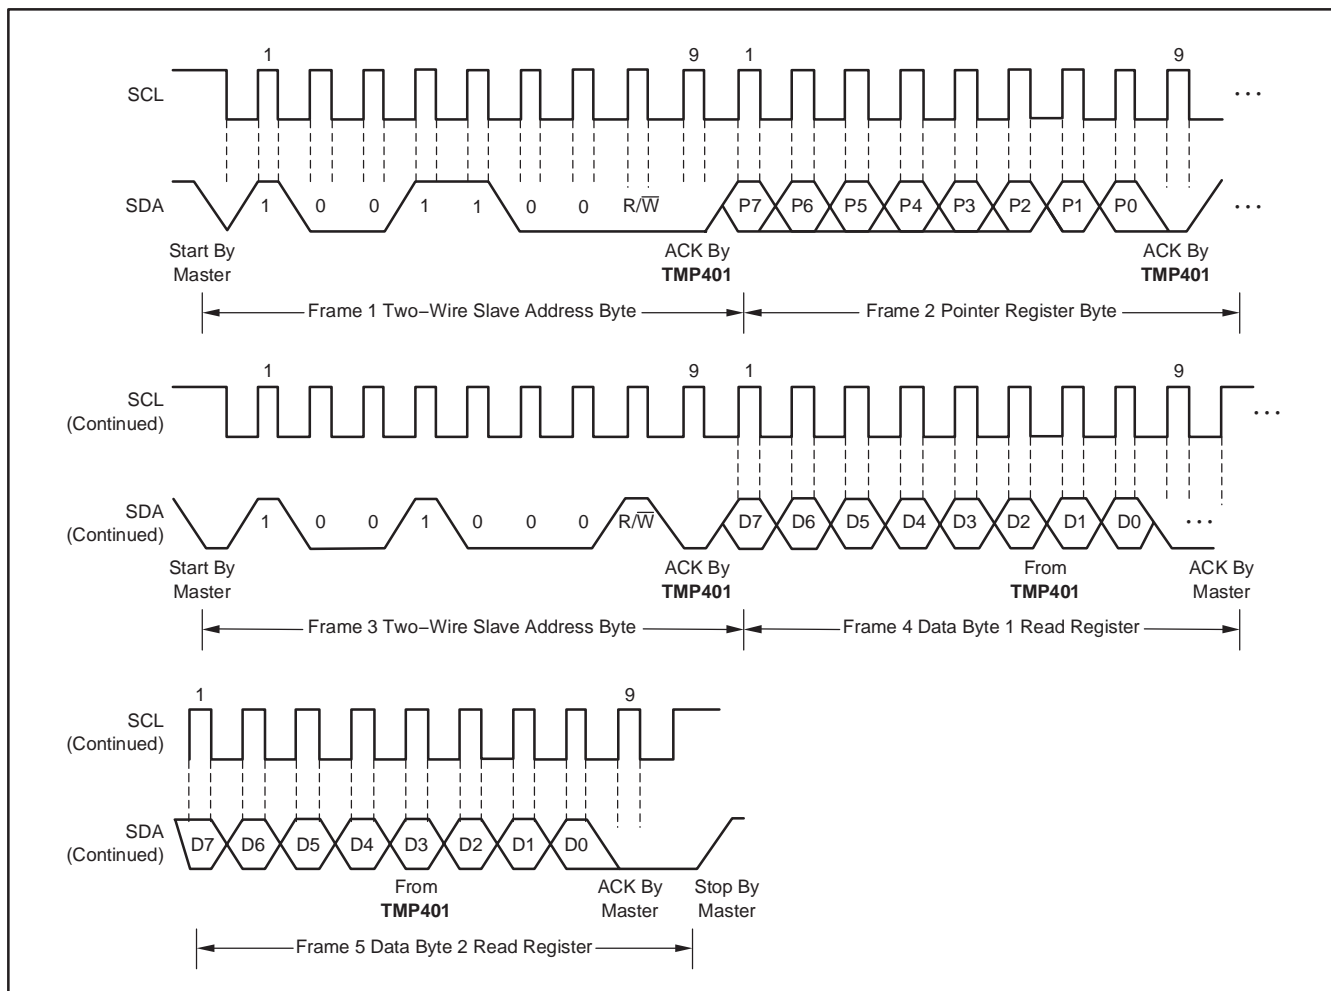 1 9 1 9
SCL ...
SDA 1 0 0 1 1 0 0 R/W̅ P7 P6 P5 P4 P3 P2 P1 P0 ...
Start By ACK By ACK By
Master TMP401 TMP401
Frame 1 Two−Wire Slave Address Byte Frame 2 Pointer Register Byte
1 9 1 9
SCL
(Continued) ...
SDA
(Continued) 1 0 0 1 0 0 0 R/W̅ D7 D6 D5 D4 D3 D2 D1 D0 ...
Start By ACK By From ACK By
Master TMP401 TMP401 Master
Frame 3 Two−Wire Slave Address Byte Frame 4 Data Byte 1 Read Register
1 9
SCL
(Continued)
SDA
(Continued) D7 D6 D5 D4 D3 D2 D1 D0
From ACK By Stop By
TMP401 Master Master
Frame 5 Data Byte 2 Read Register